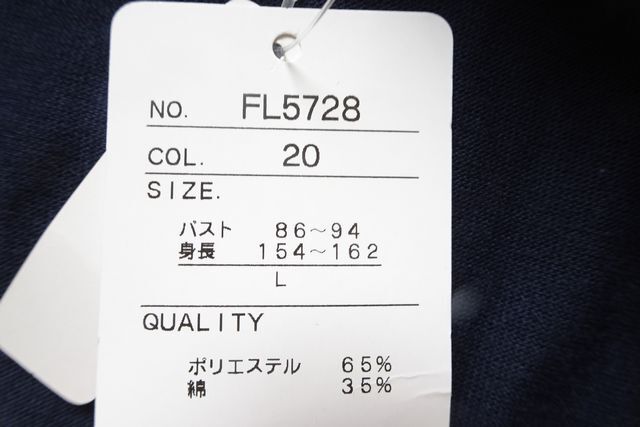 NO. FL5728
COL. 20
SIZE.
バスト 86～94
身長 154～162
L
QUALITY
ポリエステル 65%
綿 35%